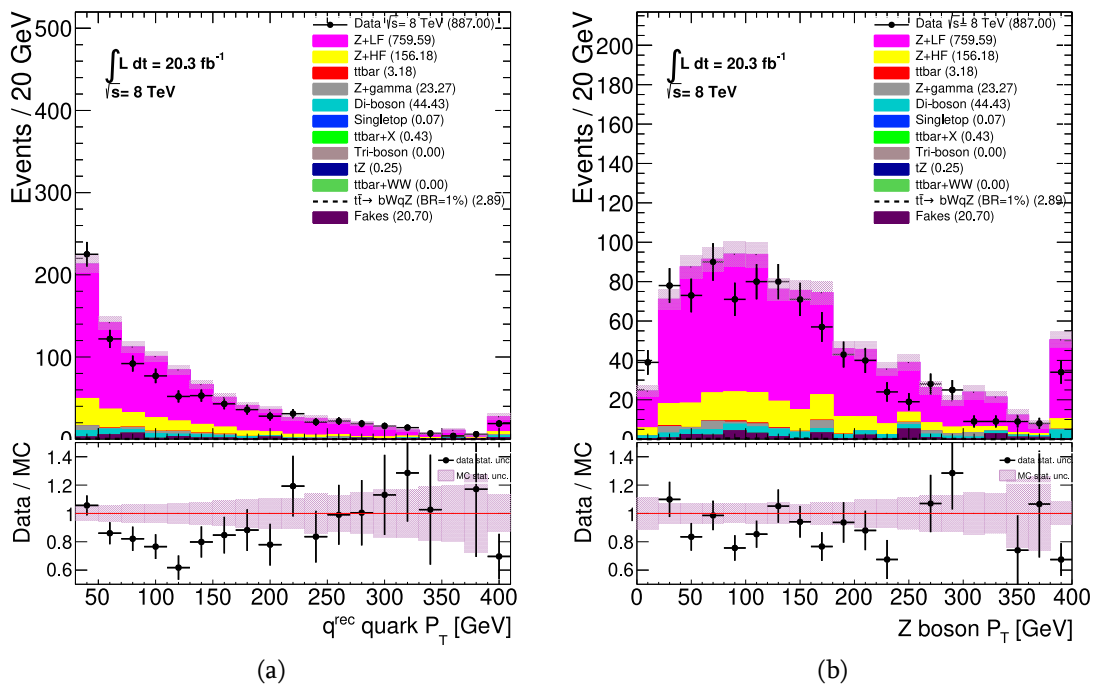 Events / 20 GeV
500
400
300
200
100
0
∫L dt = 20.3 fb⁻¹
√s= 8 TeV
Data √s= 8 TeV (887.00)
Z+LF (759.59)
Z+HF (156.18)
ttbar (3.18)
Z+gamma (23.27)
Di-boson (44.43)
Singletop (0.07)
ttbar+X (0.43)
Tri-boson (0.00)
tZ (0.25)
ttbar+WW (0.00)
tt̄→ bWqZ (BR=1%) (2.89)
Fakes (20.70)
Data / MC
1.4
1.2
1
0.8
0.6
data stat. unc.
MC stat. unc.
50 100 150 200 250 300 350 400
q^rec quark P_T [GeV]
(a)
Events / 20 GeV
200
180
160
140
120
100
80
60
40
20
0
∫L dt = 20.3 fb⁻¹
√s= 8 TeV
Data √s= 8 TeV (887.00)
Z+LF (759.59)
Z+HF (156.18)
ttbar (3.18)
Z+gamma (23.27)
Di-boson (44.43)
Singletop (0.07)
ttbar+X (0.43)
Tri-boson (0.00)
tZ (0.25)
ttbar+WW (0.00)
tt̄→ bWqZ (BR=1%) (2.89)
Fakes (20.70)
Data / MC
1.4
1.2
1
0.8
0.6
data stat. unc.
MC stat. unc.
0 50 100 150 200 250 300 350 400
Z boson P_T [GeV]
(b)